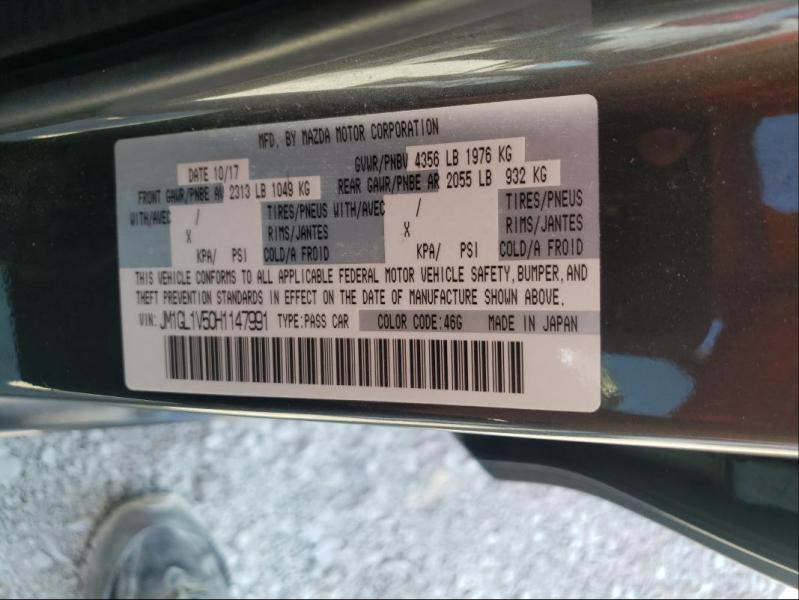 MFD. BY MAZDA MOTOR CORPORATION
DATE 10/17 GVWR/PNBV 4356 LB 1976 KG
FRONT GAWR/PNBE AV 2313 LB 1049 KG REAR GAWR/PNBE AR 2055 LB 932 KG
WITH/AVEC / TIRES/PNEUS WITH/AVEC / TIRES/PNEUS
X RIMS/JANTES X RIMS/JANTES
KPA/ PSI COLD/A FROID KPA/ PSI COLD/A FROID
THIS VEHICLE CONFORMS TO ALL APPLICABLE FEDERAL MOTOR VEHICLE SAFETY, BUMPER, AND
THEFT PREVENTION STANDARDS IN EFFECT ON THE DATE OF MANUFACTURE SHOWN ABOVE.
VIN: JM1GL1V50H1147991 TYPE:PASS CAR COLOR CODE:46G MADE IN JAPAN